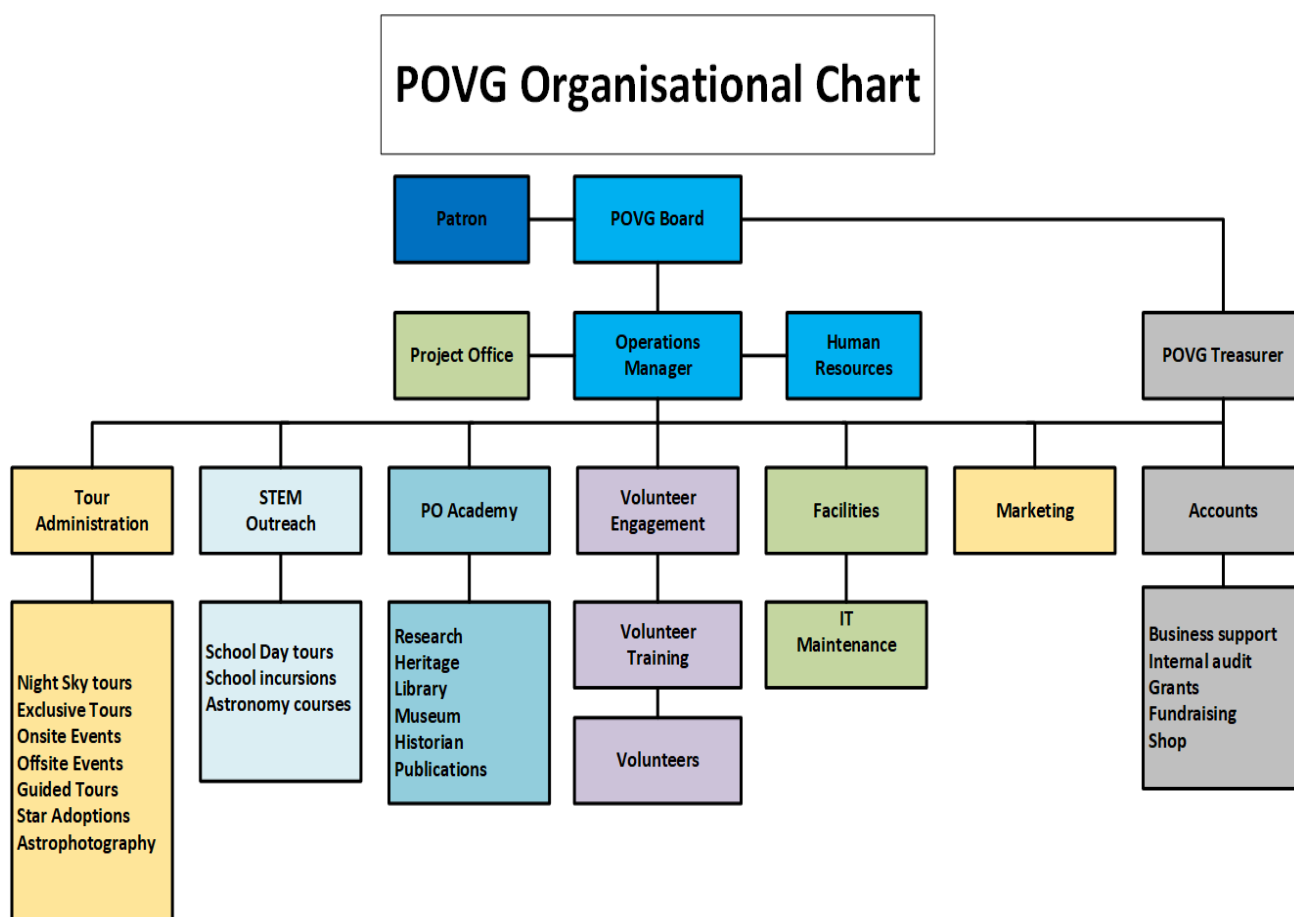 POVG Organisational Chart
Patron
POVG Board
Project Office
Operations
Manager
Human
Resources
POVG Treasurer
Tour
Administration
STEM
Outreach
PO Academy
Volunteer
Engagement
Facilities
Marketing
Accounts
Night Sky tours
Exclusive Tours
Onsite Events
Offsite Events
Guided Tours
Star Adoptions
Astrophotography
School Day tours
School incursions
Astronomy courses
Research
Heritage
Library
Museum
Historian
Publications
Volunteer
Training
Volunteers
IT
Maintenance
Business support
Internal audit
Grants
Fundraising
Shop